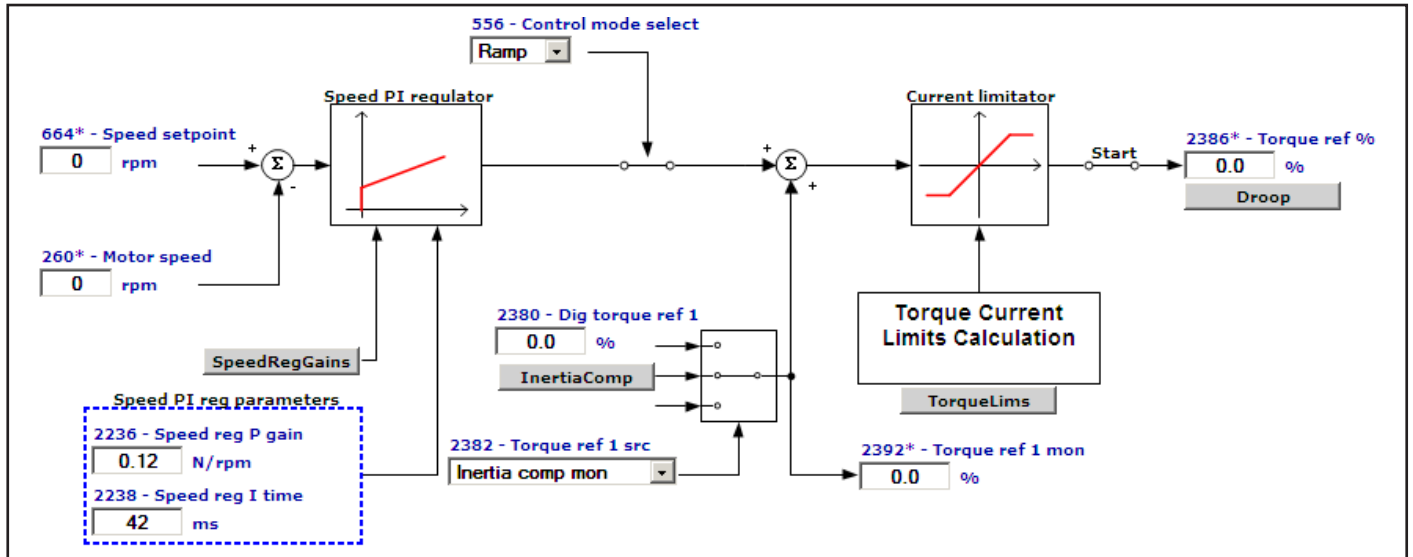 556 - Control mode select
Ramp
Speed PI regulator
Current limitator
664* - Speed setpoint
0 rpm
+
Σ
-
+
Σ
+
Start
2386* - Torque ref %
0.0 %
Droop
260* - Motor speed
0 rpm
2380 - Dig torque ref 1
0.0 %
InertiaComp
Torque Current
Limits Calculation
TorqueLims
SpeedRegGains
Speed PI reg parameters
2236 - Speed reg P gain
0.12 N/rpm
2238 - Speed reg I time
42 ms
2382 - Torque ref 1 src
Inertia comp mon
2392* - Torque ref 1 mon
0.0 %